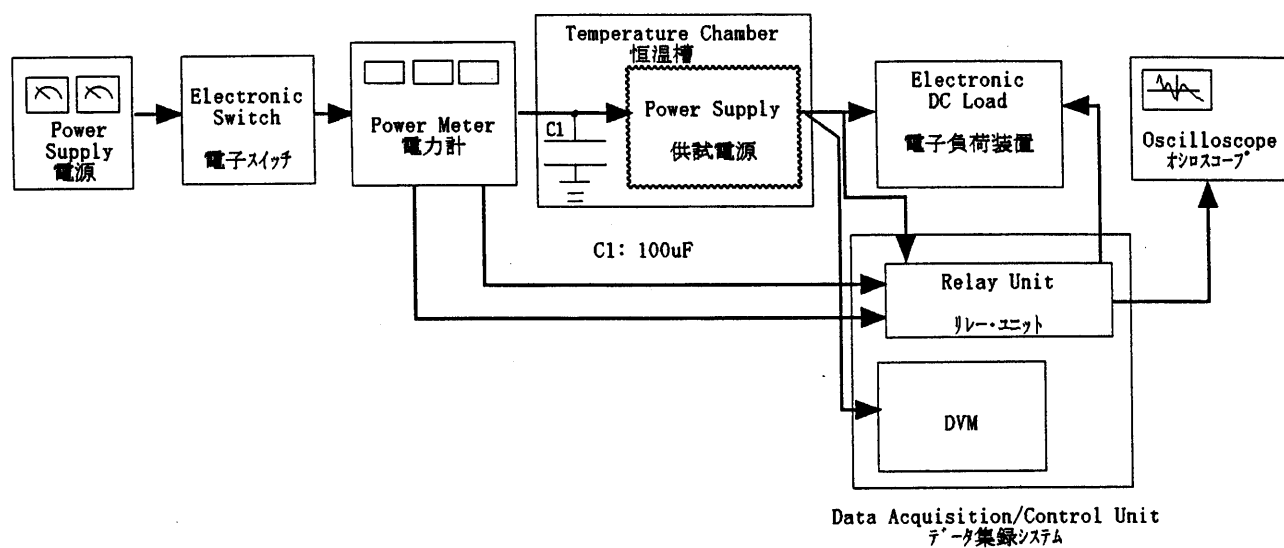 Power
Supply
電源
Electronic
Switch
電子スイッチ
Power Meter
電力計
Temperature Chamber
恒温槽
C1
Power Supply
供試電源
Electronic
DC Load
電子負荷装置
Oscilloscope
オシロスコープ
C1: 100uF
Relay Unit
リレー・ユニット
DVM
Data Acquisition/Control Unit
データ集録システム